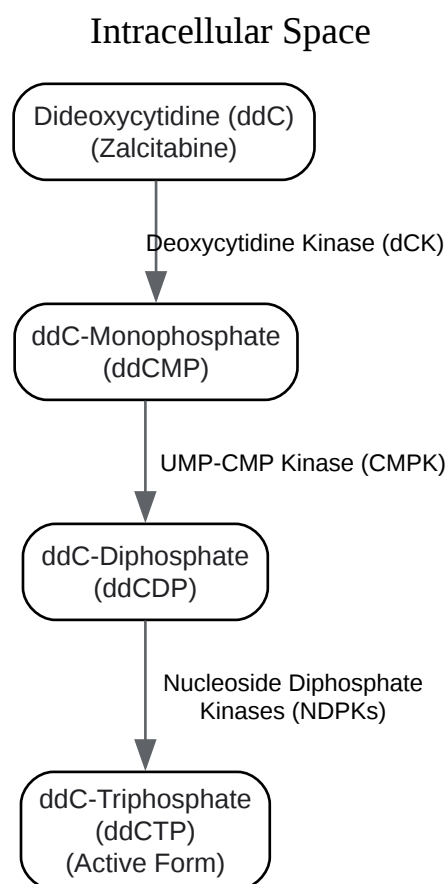 Intracellular Space
Dideoxycytidine (ddC)
(Zalcitabine)
Deoxycytidine Kinase (dCK)
ddC-Monophosphate
(ddCMP)
UMP-CMP Kinase (CMPK)
ddC-Diphosphate
(ddCDP)
Nucleoside Diphosphate
Kinases (NDPKs)
ddC-Triphosphate
(ddCTP)
(Active Form)